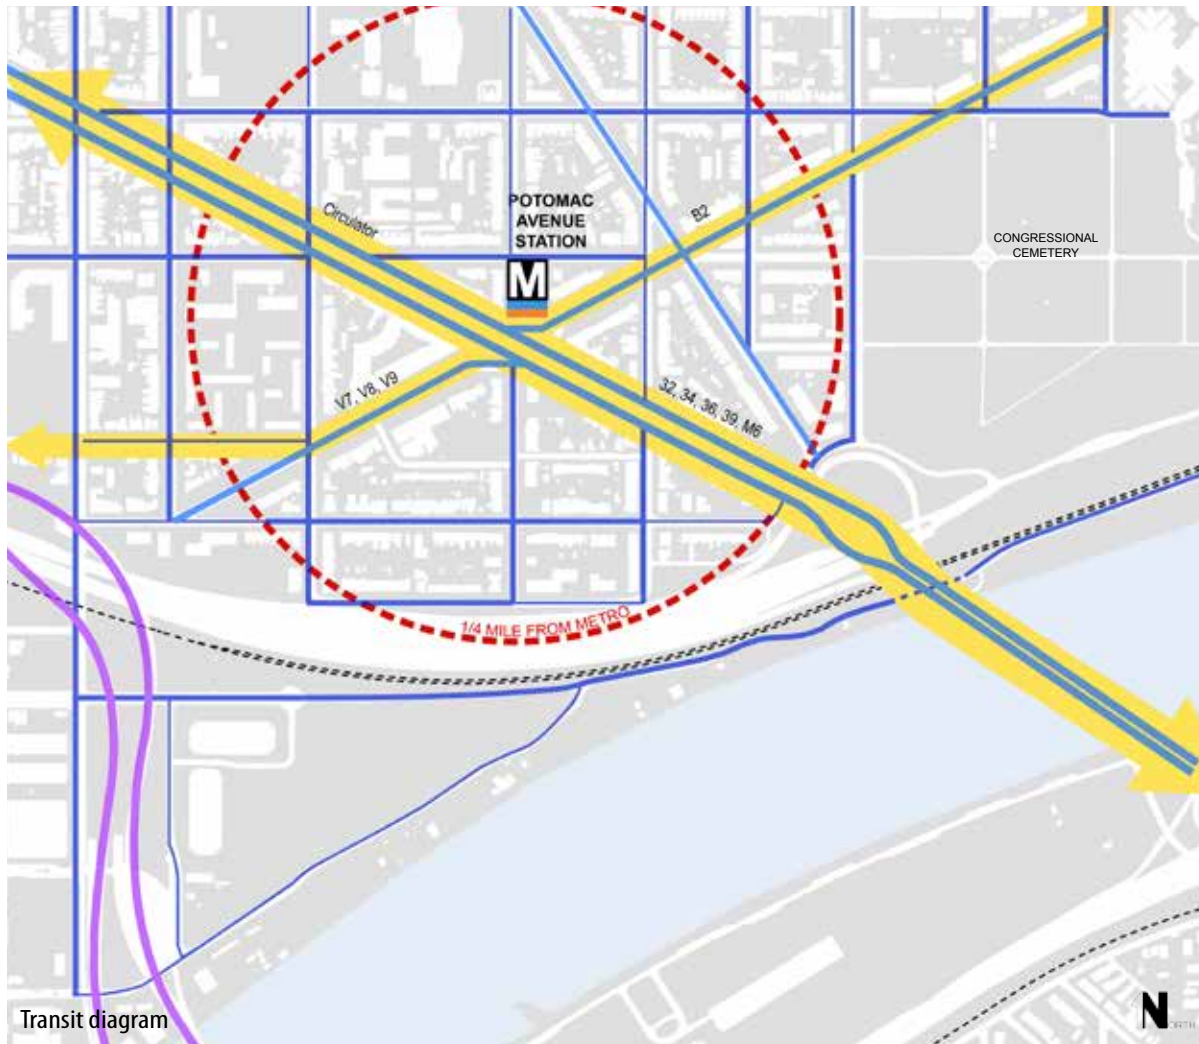 POTOMAC
AVENUE
STATION
M
Circulator
B2
CONGRESSIONAL
CEMETERY
V7, V8, V9
32, 34, 36, 39, M6
1/4 MILE FROM METRO
Transit diagram
N
NORTH